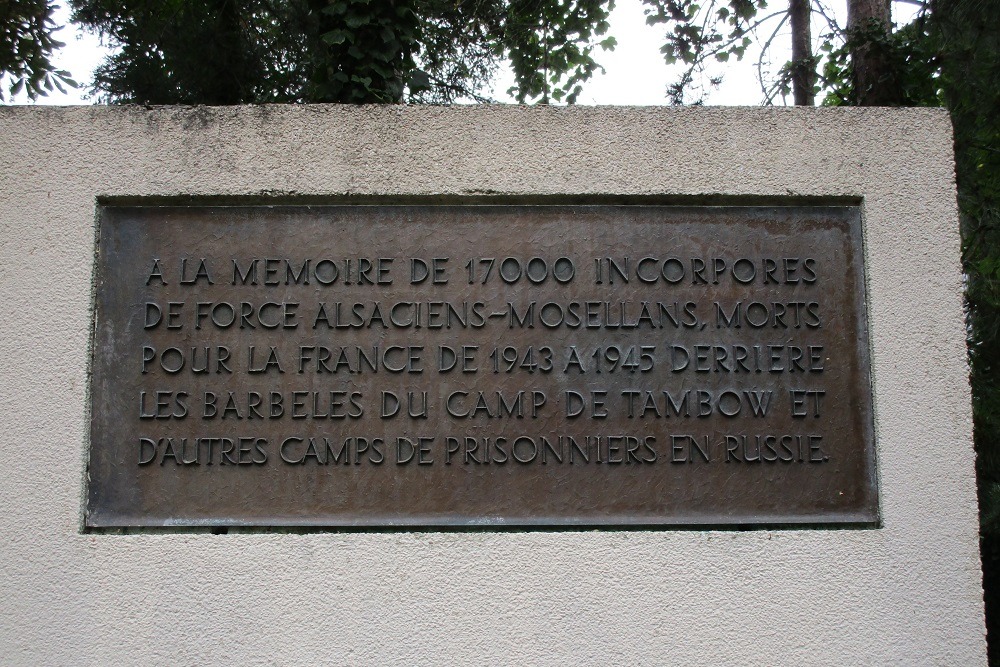 A LA MEMOIRE DE 17000 INCORPORES
DE FORCE ALSACIENS-MOSELLANS, MORTS
POUR LA FRANCE DE 1943 A 1945 DERRIERE
LES BARBELES DU CAMP DE TAMBOW ET
D'AUTRES CAMPS DE PRISONNIERS EN RUSSIE.